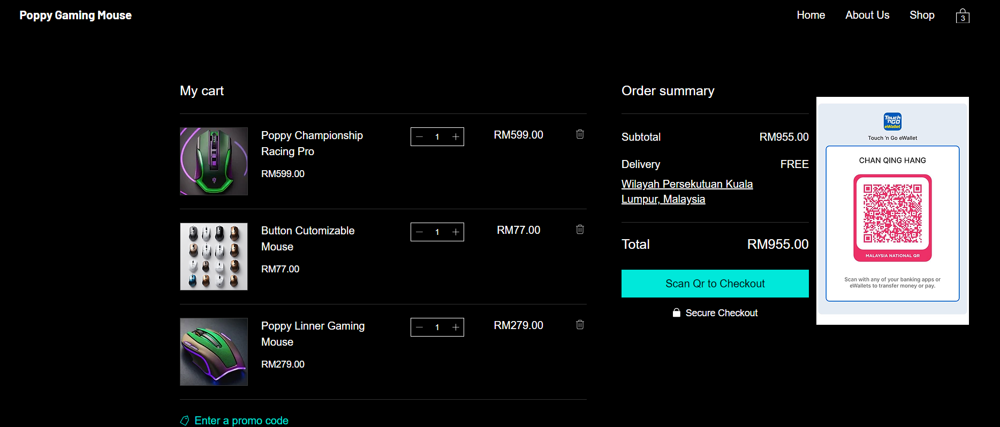 Poppy Gaming Mouse
Home
About Us
Shop
3
My cart
Poppy Championship
Racing Pro
RM599.00
1
RM599.00
Button Cutomizable
Mouse
RM77.00
1
RM77.00
Poppy Linner Gaming
Mouse
RM279.00
1
RM279.00
Enter a promo code
Order summary
Subtotal
RM955.00
Delivery
FREE
Wilayah Persekutuan Kuala
Lumpur, Malaysia
Total
RM955.00
Scan Qr to Checkout
Secure Checkout
Touch
'nGO
eWallet
Touch 'n Go eWallet
CHAN QING HANG
MALAYSIA NATIONAL QR
Scan with any of your banking apps or
eWallets to transfer money or pay.